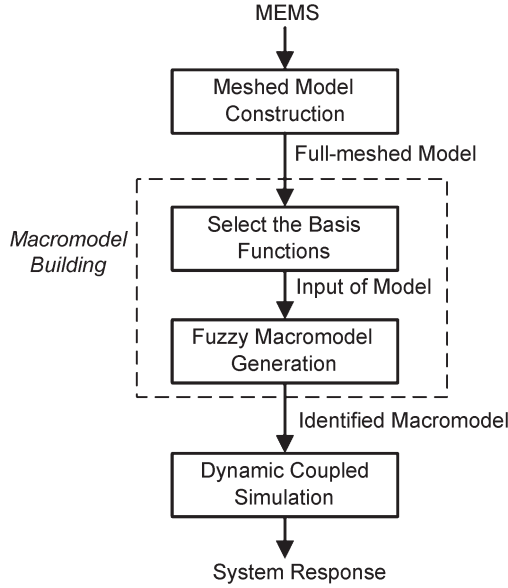 MEMS
Meshed Model
Construction
Full-meshed Model
Macromodel
Building
Select the Basis
Functions
Input of Model
Fuzzy Macromodel
Generation
Identified Macromodel
Dynamic Coupled
Simulation
System Response